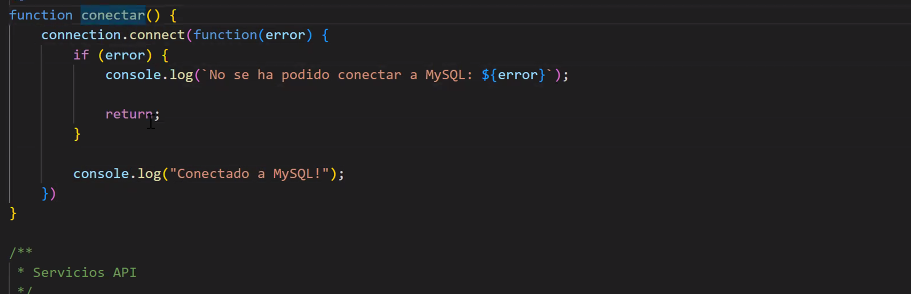 function conectar() {
connection.connect(function(error) {
if (error) {
console.log(`No se ha podido conectar a MySQL: ${error}`);
return;
}
console.log("Conectado a MySQL!");
})
}
/**
* Servicios API
*/